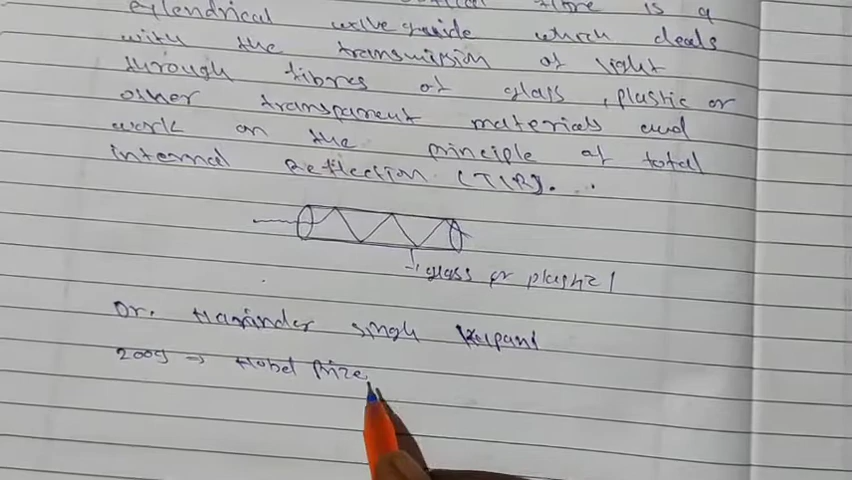 cylendrical wave guide which deals
with the transmission of light
through fibres of glass, plastic or
other transparent materials and
work on the principle of total
internal Reflection (TIR)...
glass or plastic
Dr. Harinder singh Kapani
2009 → Nobel Prize